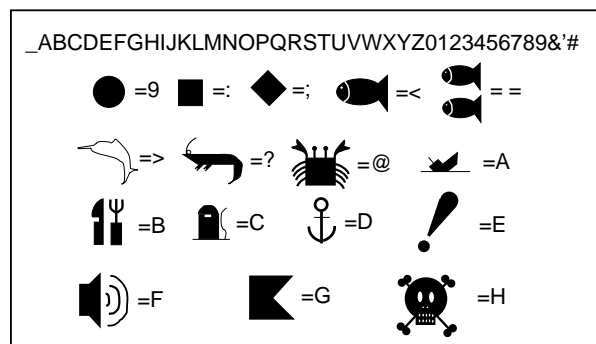 _ABCDEFGHIJKLMNOPQRSTUVWXYZ0123456789&'#
=9 =: =; =< = =
=> =? =@ =A
=B =C =D =E
=F =G =H